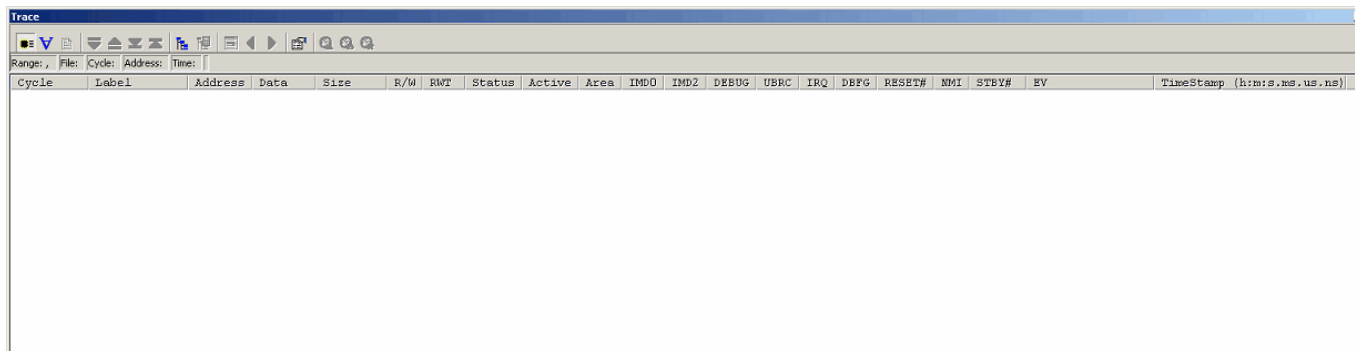 Trace
Range: , File: Cycle: Address: Time:
Cycle Label Address Data Size R/W RWT Status Active Area IMD0 IMD2 DEBUG UBRC IRQ DBFG RESET# NMI STBY# EV TimeStamp (h:m:s.ms.us.ns)